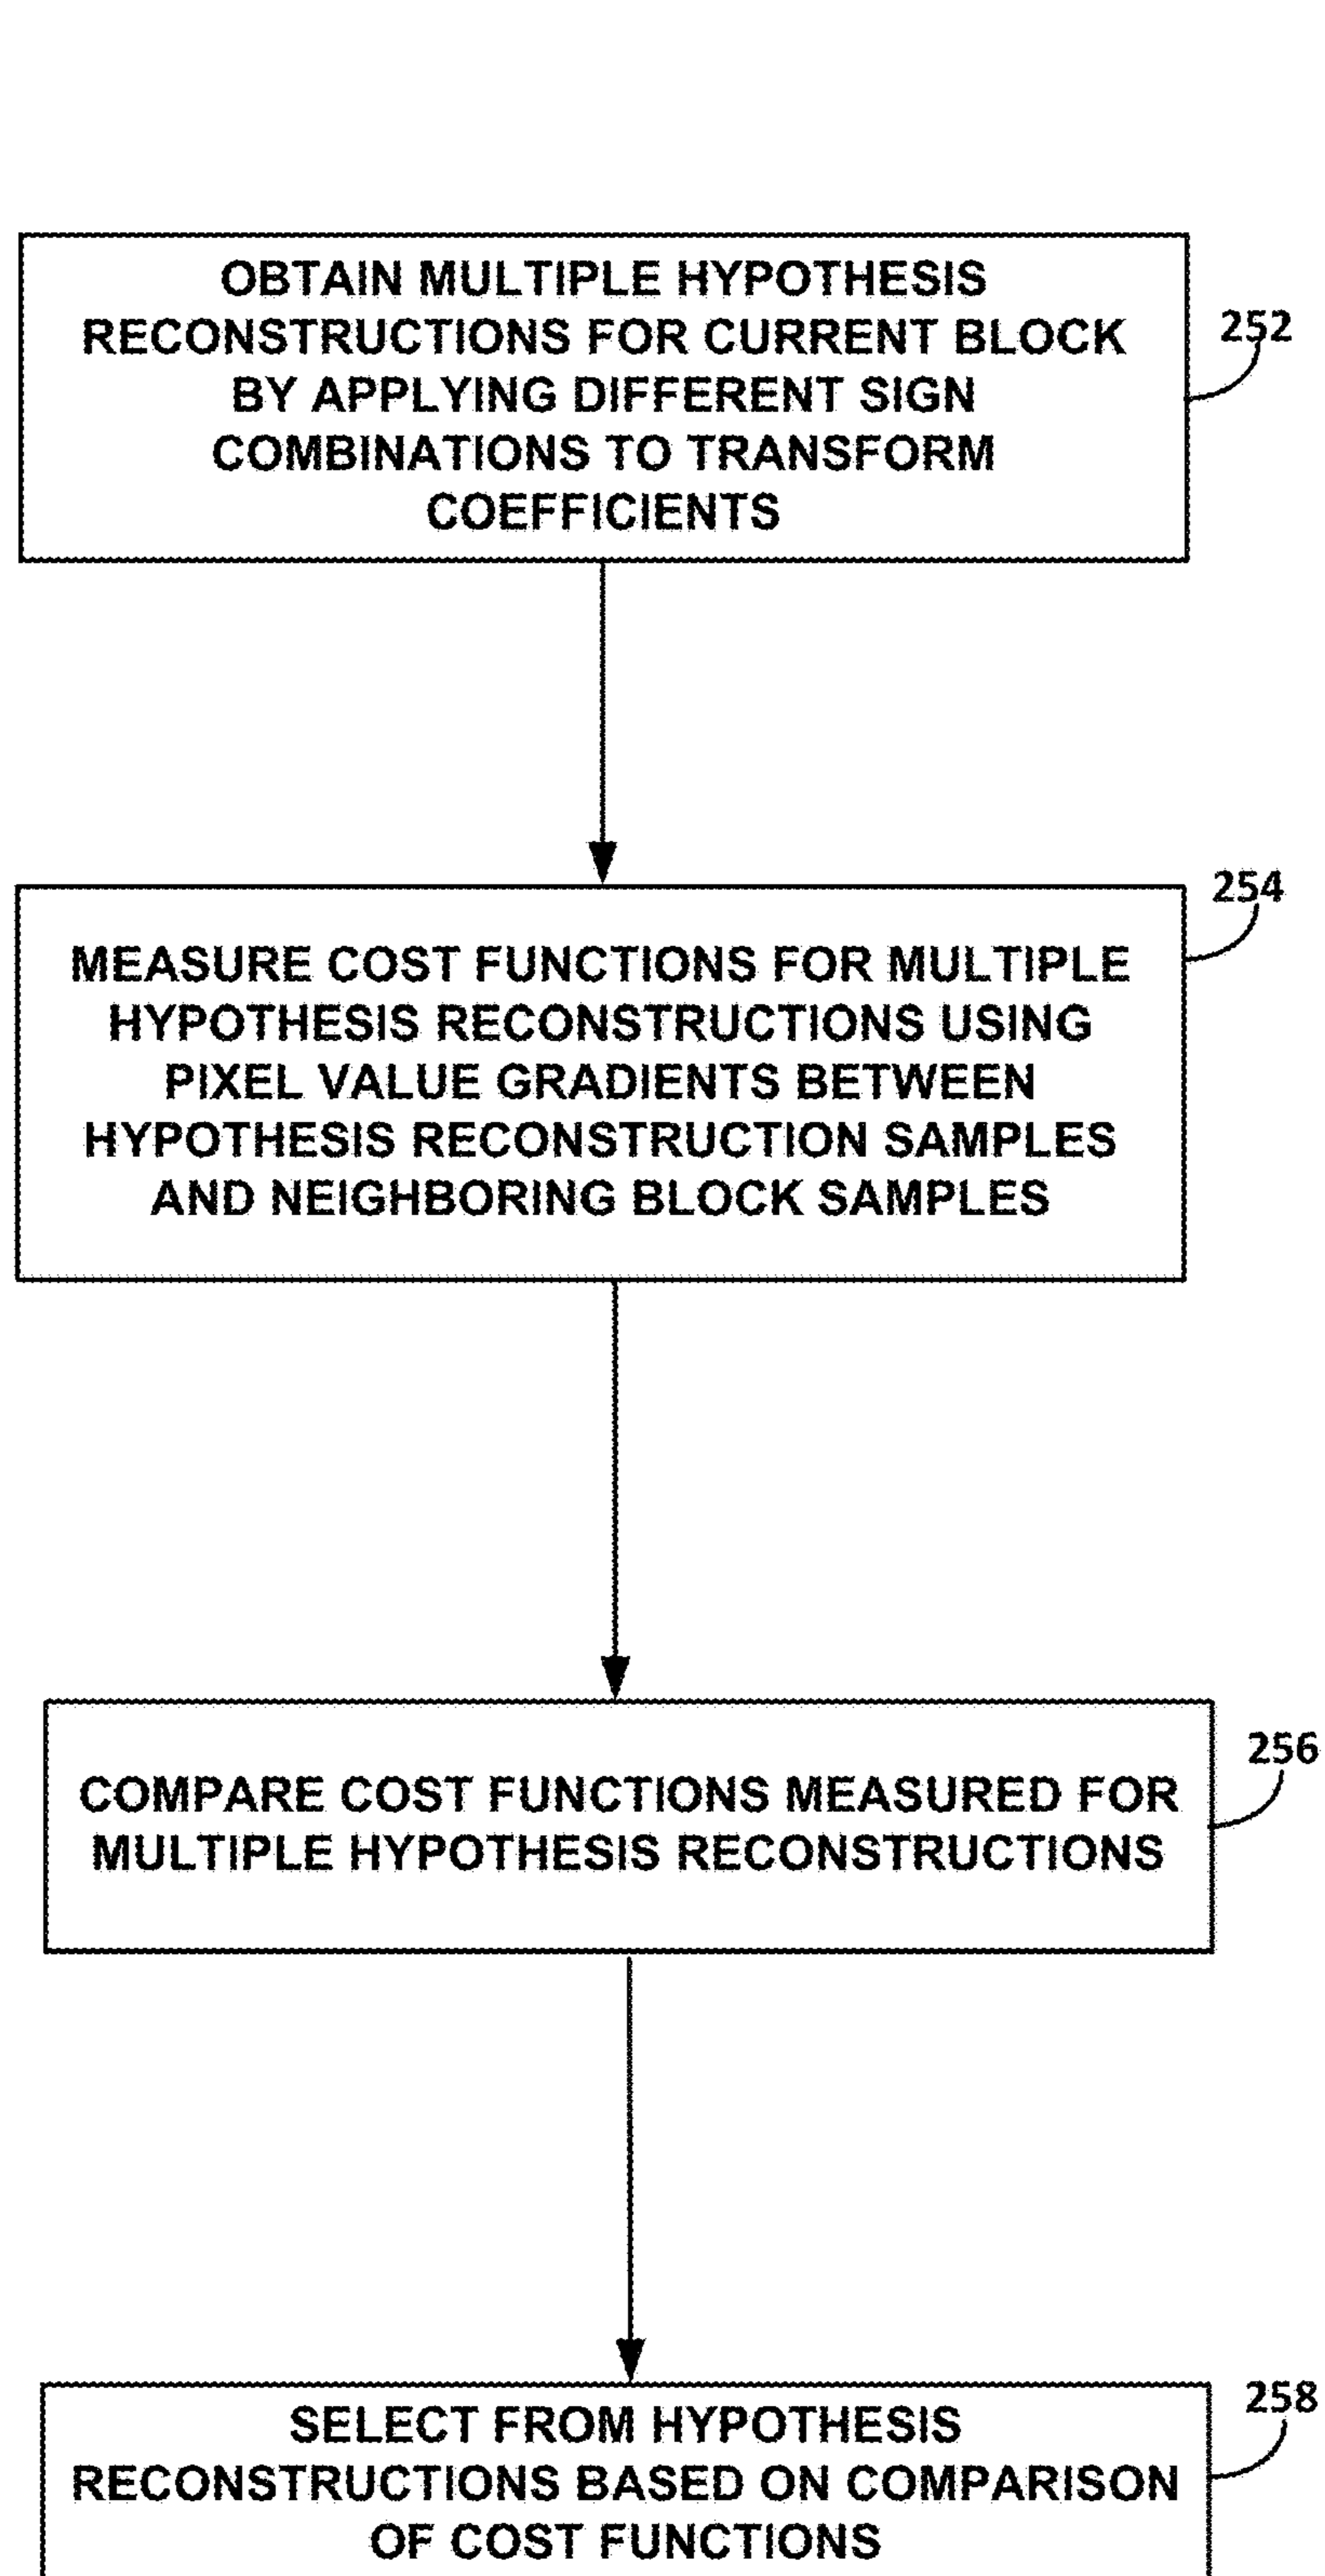 OBTAIN MULTIPLE HYPOTHESIS
RECONSTRUCTIONS FOR CURRENT BLOCK
BY APPLYING DIFFERENT SIGN
COMBINATIONS TO TRANSFORM
COEFFICIENTS
252
254
MEASURE COST FUNCTIONS FOR MULTIPLE
HYPOTHESIS RECONSTRUCTIONS USING
PIXEL VALUE GRADIENTS BETWEEN
HYPOTHESIS RECONSTRUCTION SAMPLES
AND NEIGHBORING BLOCK SAMPLES
256
COMPARE COST FUNCTIONS MEASURED FOR
MULTIPLE HYPOTHESIS RECONSTRUCTIONS
258
SELECT FROM HYPOTHESIS
RECONSTRUCTIONS BASED ON COMPARISON
OF COST FUNCTIONS